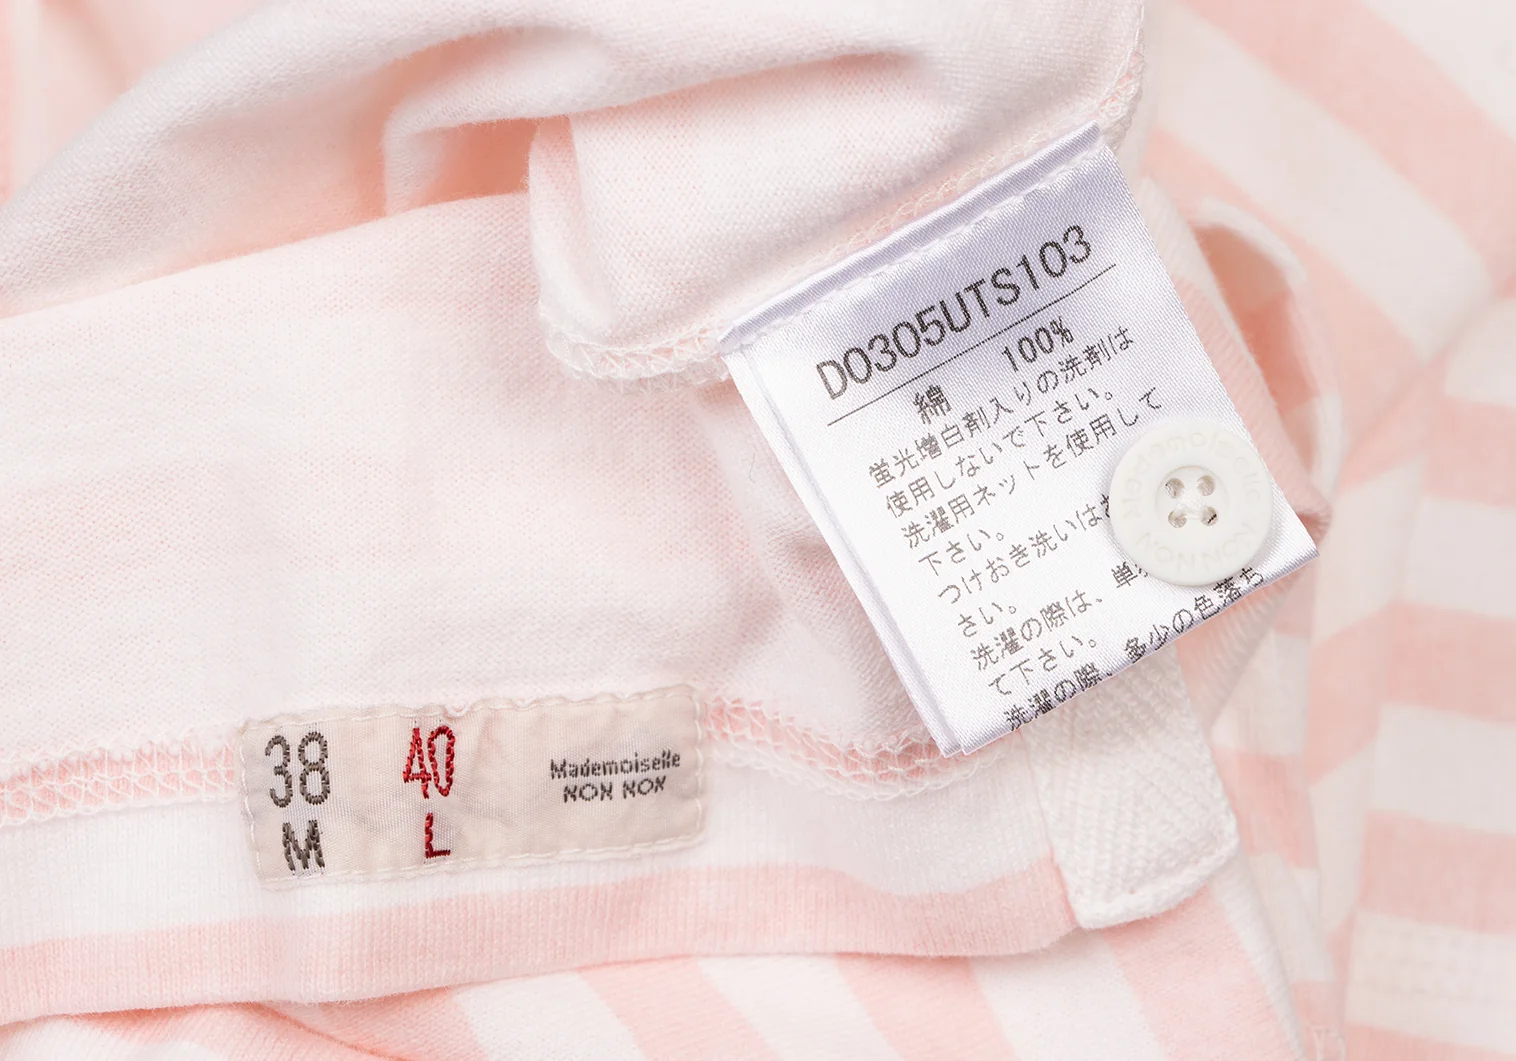 D0305UTS103
綿 100%
蛍光増白剤入りの洗剤は
使用しないで下さい。
洗濯用ネットを使用して
下さい。
つけおき洗いは
さい。
洗濯の際は、単
て下さい。
洗濯の際、多少の色落ち
Mademoiselle
NON NON
38 40 Mademoiselle
M L NON NON